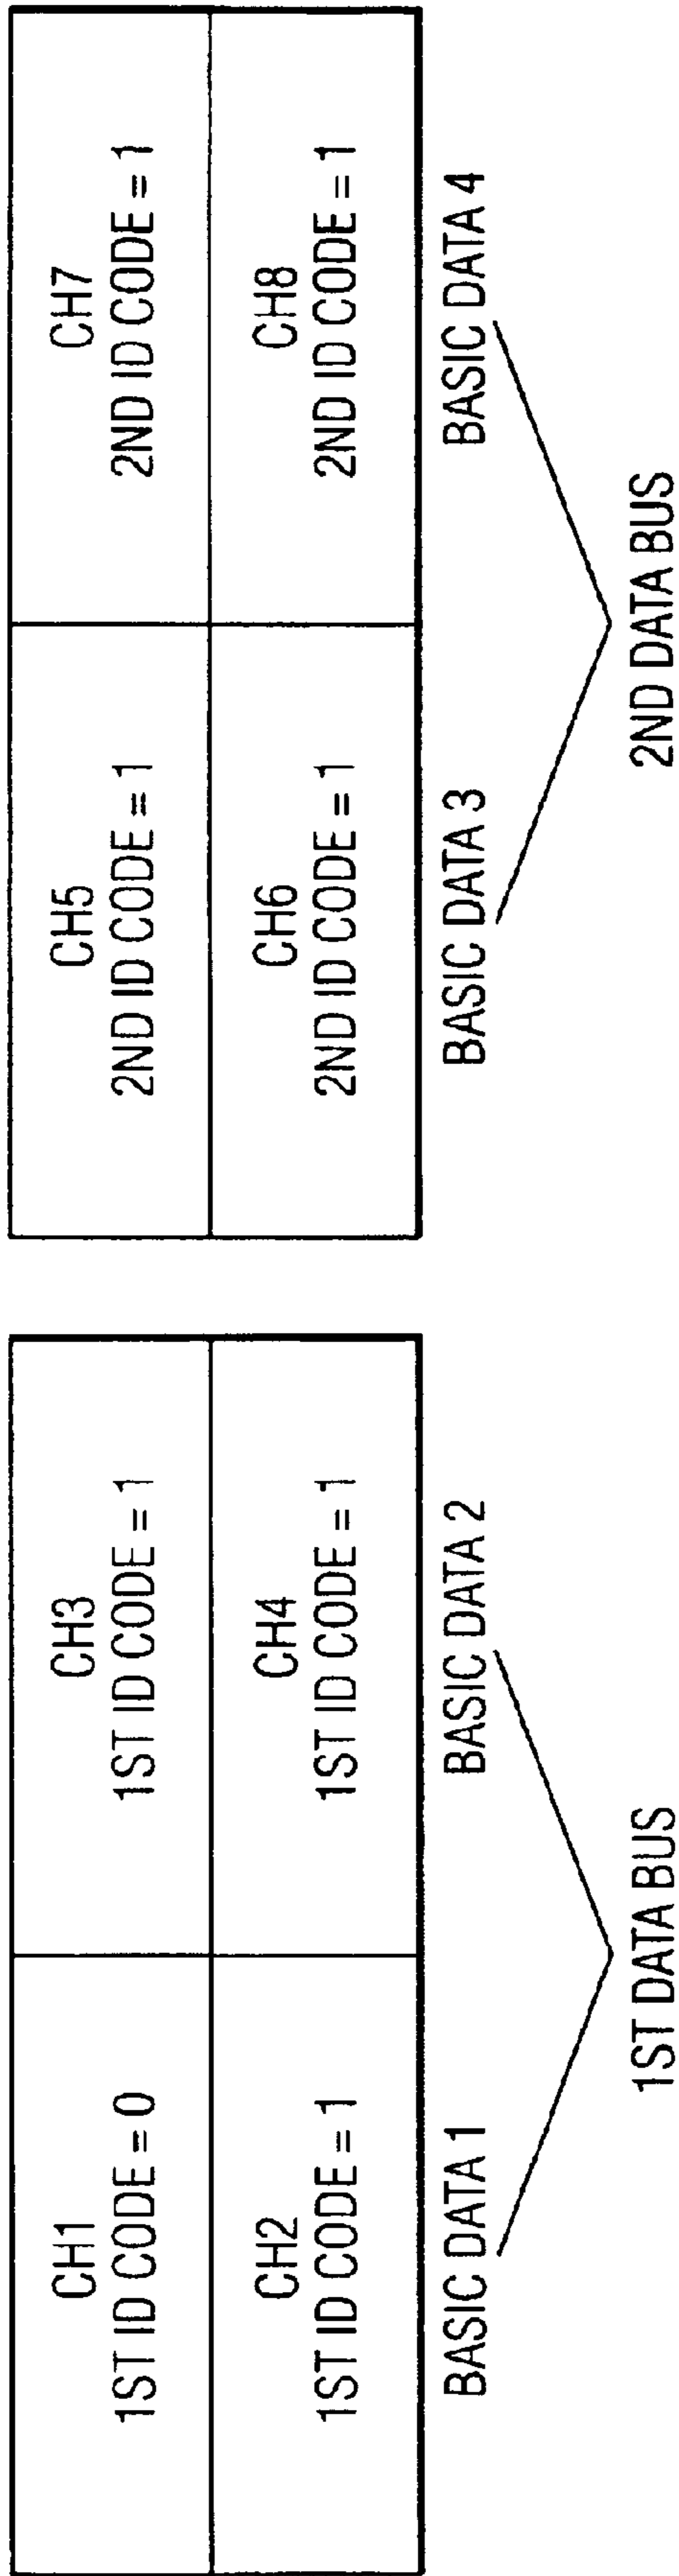 CH1
1ST ID CODE = 0
CH3
1ST ID CODE = 1
CH2
1ST ID CODE = 1
CH4
1ST ID CODE = 1
BASIC DATA 1
BASIC DATA 2
1ST DATA BUS
CH5
2ND ID CODE = 1
CH7
2ND ID CODE = 1
CH6
2ND ID CODE = 1
CH8
2ND ID CODE = 1
BASIC DATA 3
BASIC DATA 4
2ND DATA BUS